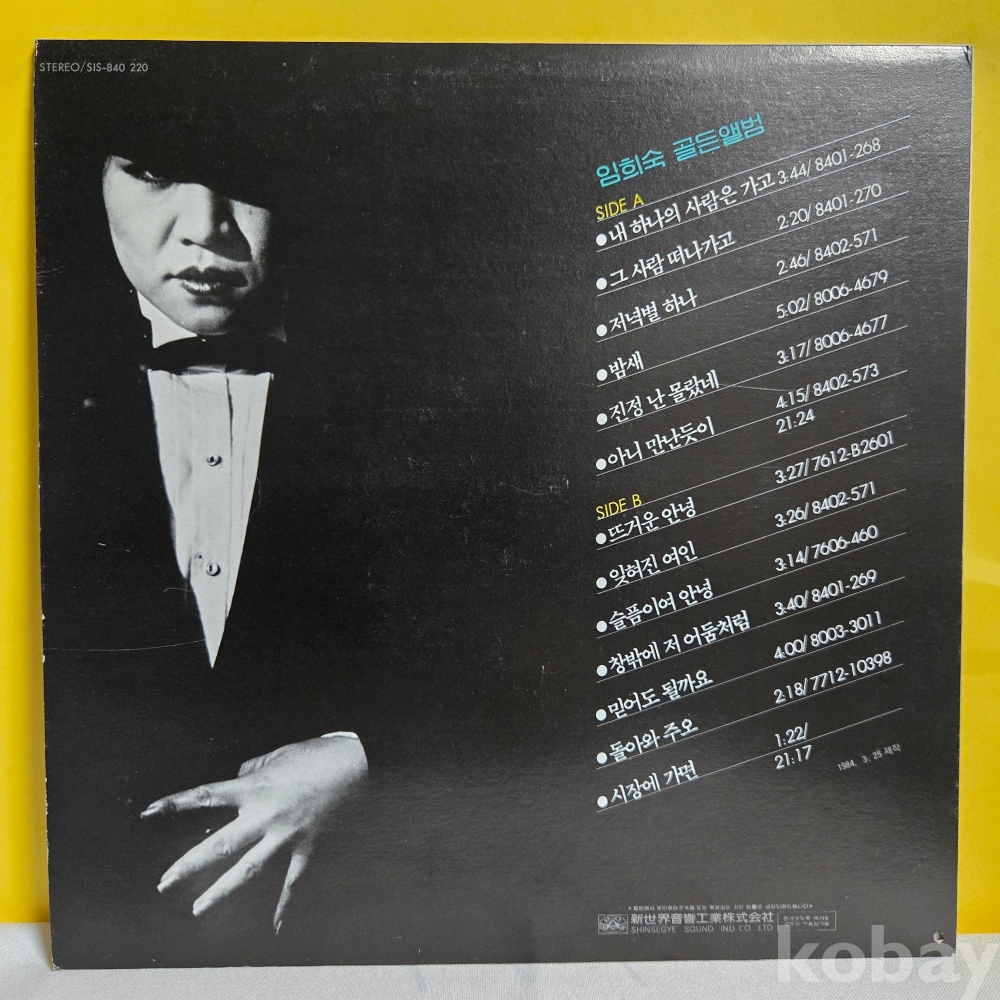 STEREO/SIS-840 220
임희숙 골든앨범
SIDE A
●내 하나의 사람은 가고 3:44/ 8401-268
●그 사람 떠나가고 2:20/ 8401-270
●저녁별 하나 2:46/ 8402-571
●밤새 5:02/ 8006-4679
●진정 난 몰랐네 3:17/ 8006-4677
●아니 만난듯이 4:15/ 8402-573
21:24
SIDE B
●뜨거운 안녕 3:27/ 7612-B2601
●잊혀진 여인 3:26/ 8402-571
●슬픔이여 안녕 3:14/ 7606-460
●창밖에 저 어둠처럼 3:40/ 8401-269
●믿어도 될까요 4:00/ 8003-3011
●돌아와 주오 2:18/ 7712-10398
●시장에 가면 1:22/
21:17
1984. 3. 25 제작
新世界音響工業株式会社
SHINSEGYE SOUND IND CO LTD
kobay